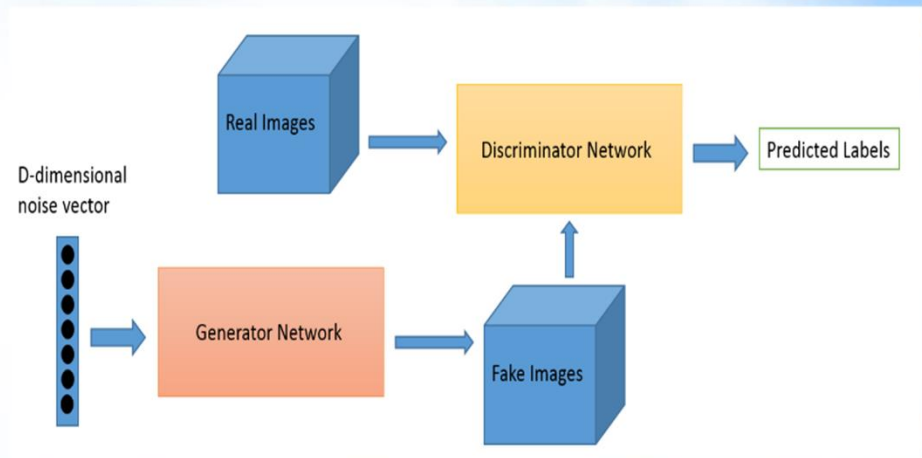 Real Images
Discriminator Network
Predicted Labels
D-dimensional
noise vector
Generator Network
Fake Images